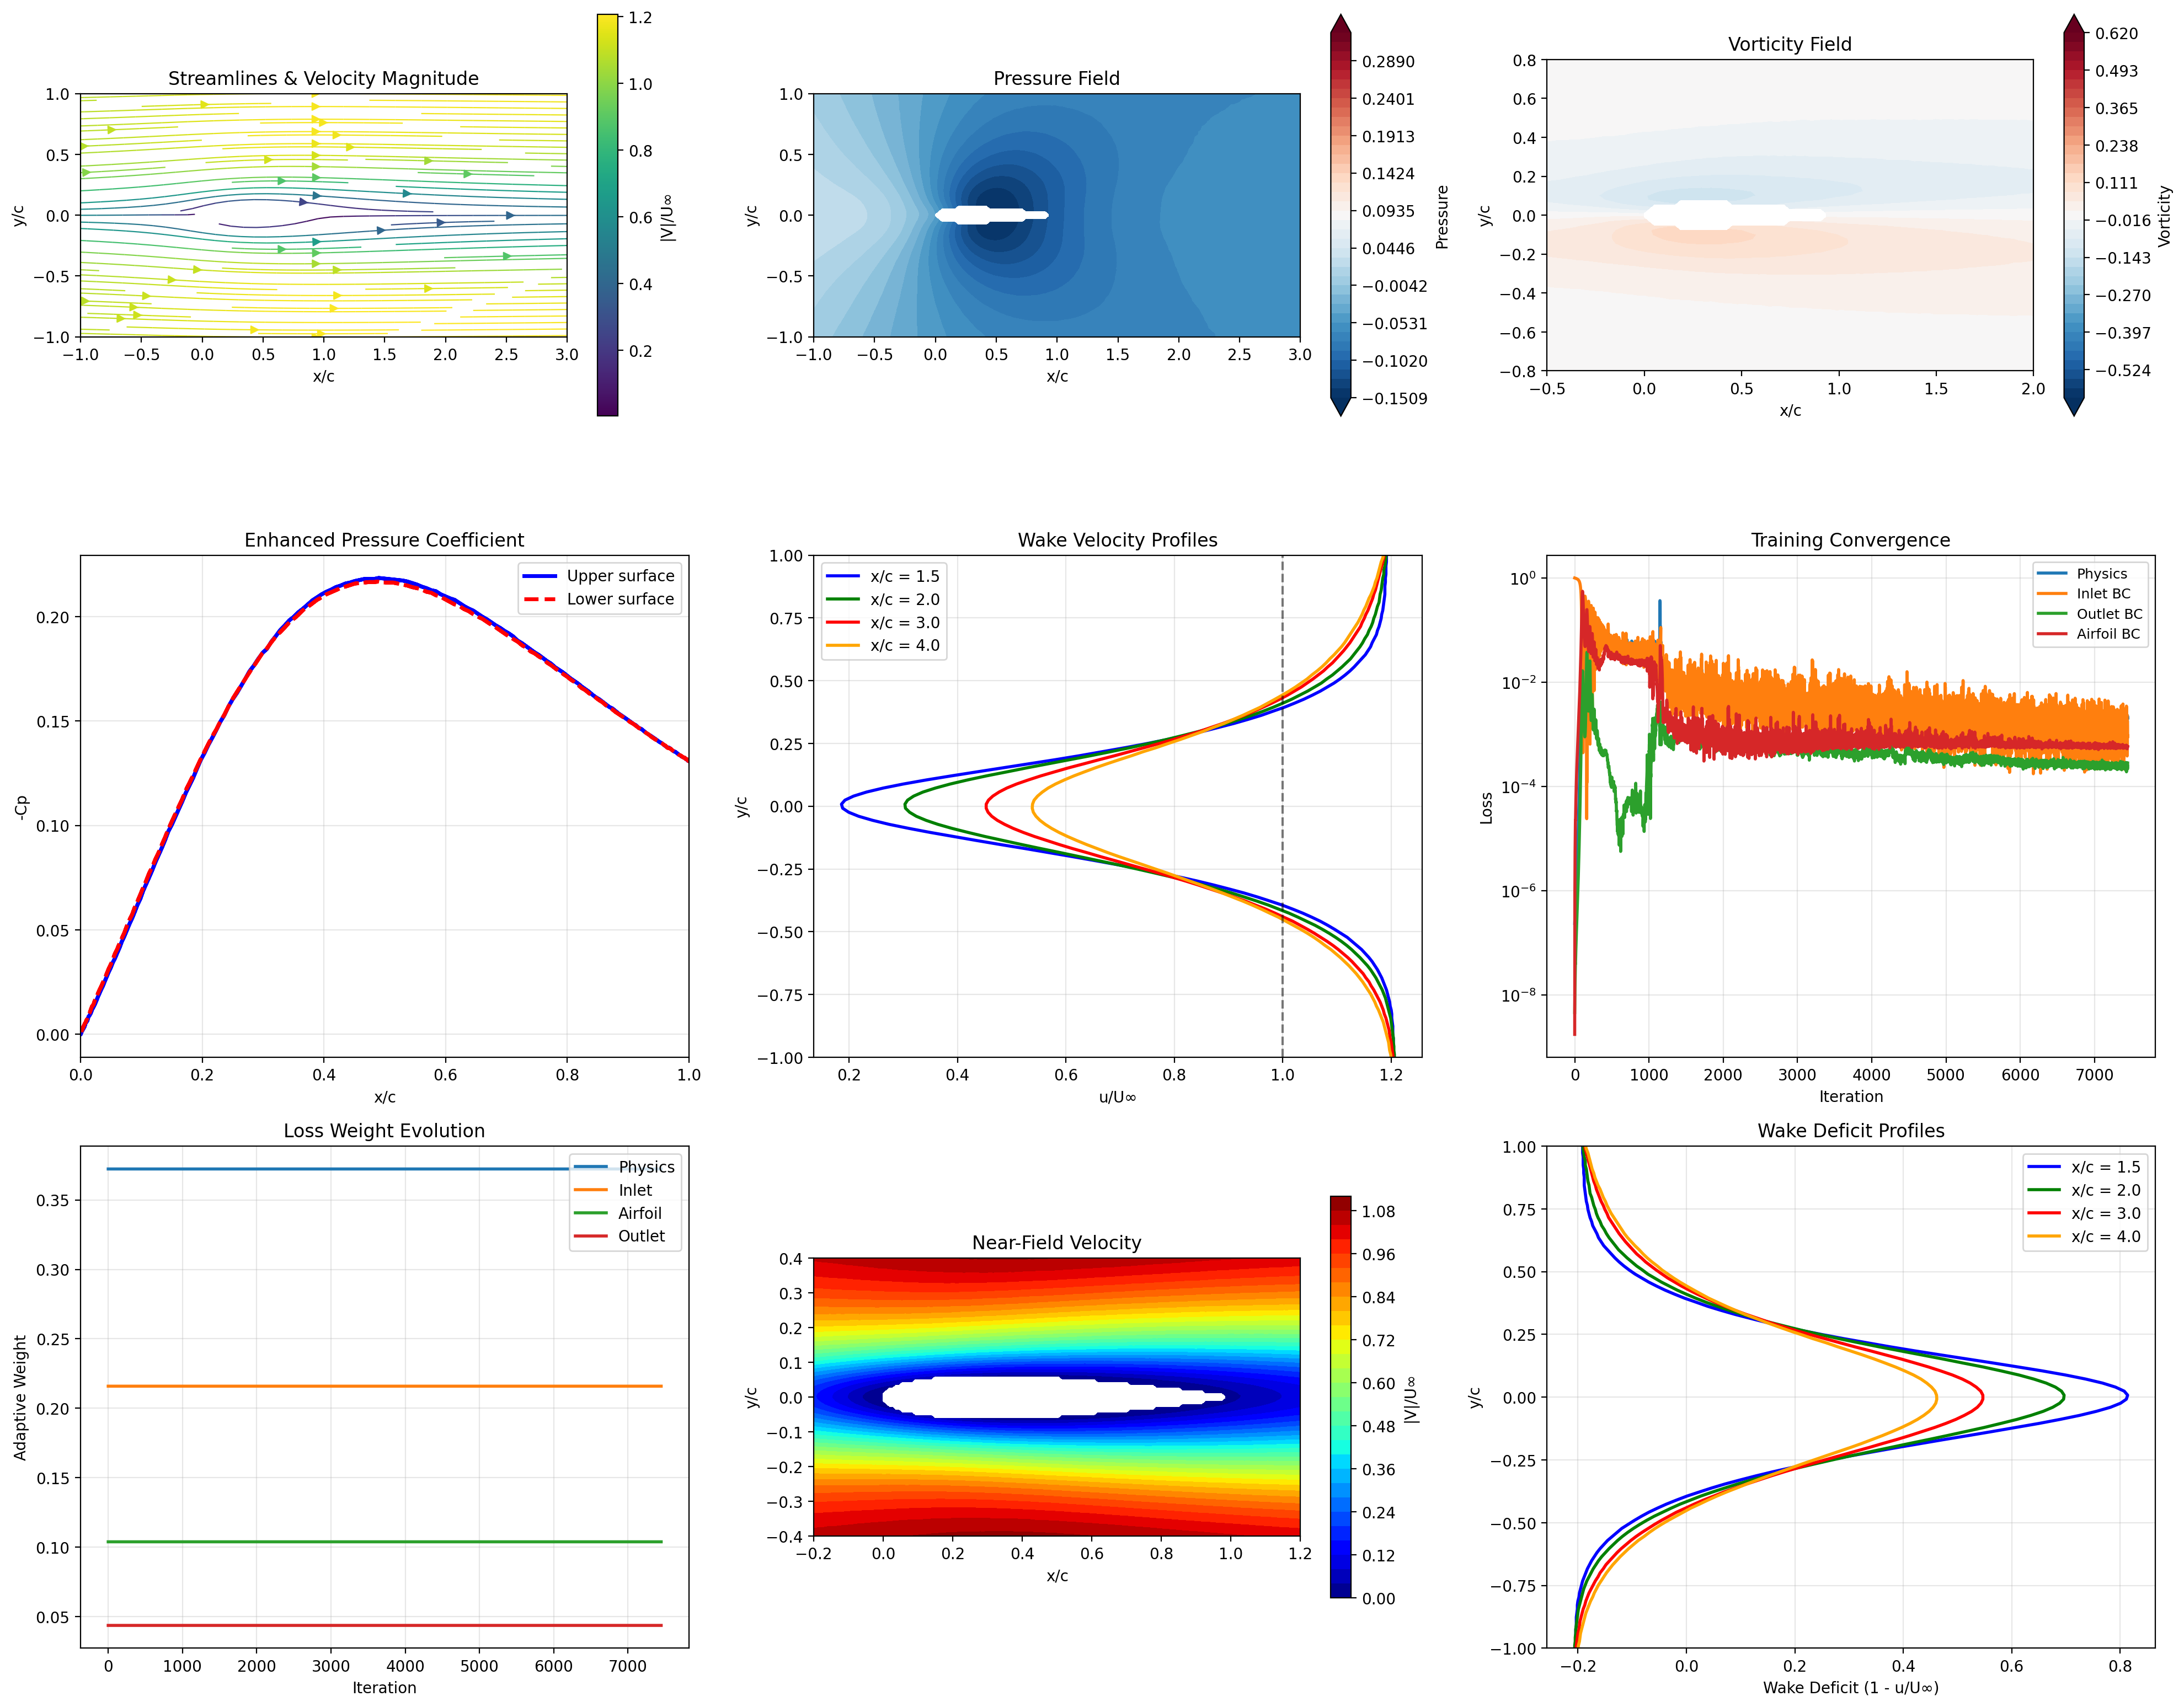 Streamlines & Velocity Magnitude
1.0
0.5
0.0
−0.5
−1.0
y/c
−1.0 −0.5 0.0 0.5 1.0 1.5 2.0 2.5 3.0
x/c
1.2
1.0
0.8
0.6
0.4
0.2
|V|/U∞
Pressure Field
1.0
0.5
0.0
−0.5
−1.0
y/c
−1.0 −0.5 0.0 0.5 1.0 1.5 2.0 2.5 3.0
x/c
0.2890
0.2401
0.1913
0.1424
0.0935
0.0446
−0.0042
−0.0531
−0.1020
−0.1509
Pressure
Vorticity Field
0.8
0.6
0.4
0.2
0.0
−0.2
−0.4
−0.6
−0.8
y/c
−0.5 0.0 0.5 1.0 1.5 2.0
x/c
0.620
0.493
0.365
0.238
0.111
−0.016
−0.143
−0.270
−0.397
−0.524
Vorticity
Enhanced Pressure Coefficient
Upper surface
Lower surface
0.20
0.15
0.10
0.05
0.00
-Cp
0.0 0.2 0.4 0.6 0.8 1.0
x/c
Wake Velocity Profiles
x/c = 1.5
x/c = 2.0
x/c = 3.0
x/c = 4.0
1.00
0.75
0.50
0.25
0.00
−0.25
−0.50
−0.75
−1.00
y/c
0.2 0.4 0.6 0.8 1.0 1.2
u/U∞
Training Convergence
Physics
Inlet BC
Outlet BC
Airfoil BC
10⁰
10⁻²
10⁻⁴
10⁻⁶
10⁻⁸
Loss
0 1000 2000 3000 4000 5000 6000 7000
Iteration
Loss Weight Evolution
Physics
Inlet
Airfoil
Outlet
0.35
0.30
0.25
0.20
0.15
0.10
0.05
Adaptive Weight
0 1000 2000 3000 4000 5000 6000 7000
Iteration
Near-Field Velocity
0.4
0.3
0.2
0.1
0.0
−0.1
−0.2
−0.3
−0.4
y/c
−0.2 0.0 0.2 0.4 0.6 0.8 1.0 1.2
x/c
1.08
0.96
0.84
0.72
0.60
0.48
0.36
0.24
0.12
0.00
|V|/U∞
Wake Deficit Profiles
x/c = 1.5
x/c = 2.0
x/c = 3.0
x/c = 4.0
1.00
0.75
0.50
0.25
0.00
−0.25
−0.50
−0.75
−1.00
y/c
−0.2 0.0 0.2 0.4 0.6 0.8
Wake Deficit (1 - u/U∞)